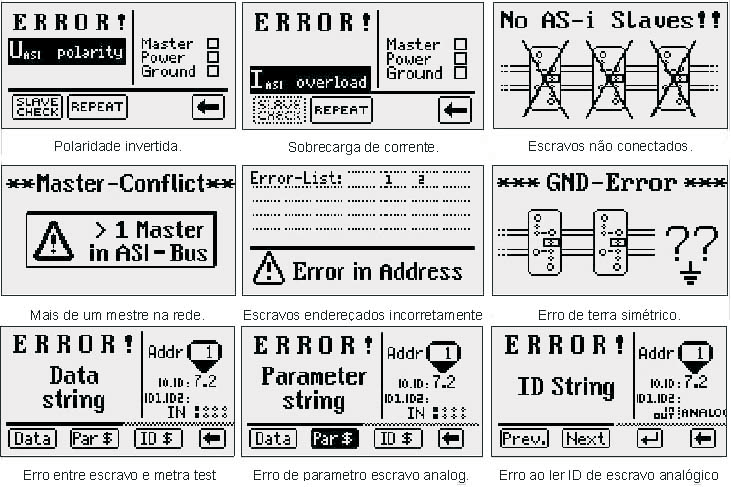 ERROR!
UASI polarity
Master
Power
Ground
SLAVE CHECK
REPEAT
Polaridade invertida.
ERROR!
Master
Power
Ground
IASI overload
SLAVE CHECK
REPEAT
Sobrecarga de corrente.
No AS-i Slaves!!
Escravos não conectados.
**Master-Conflict**
> 1 Master
in ASI-Bus
Mais de um mestre na rede.
Error-List: 1 2
Error in Address
Escravos endereçados incorretamente
*** GND-Error ***
??
Erro de terra simétrico.
ERROR!
Data
string
Addr 1
IO.ID: 7.2
ID1.ID2:
IN
Data Par $ ID $
Erro entre escravo e metra test
ERROR!
Parameter
string
Addr 1
IO.ID: 7.2
ID1.ID2:
IN
Data Par $ ID $
Erro de parametro escravo analog.
ERROR!
ID String
Addr 1
IO.ID: 7.2
ID1.ID2:
ANALOG
Prev. Next
Erro ao ler ID de escravo analógico